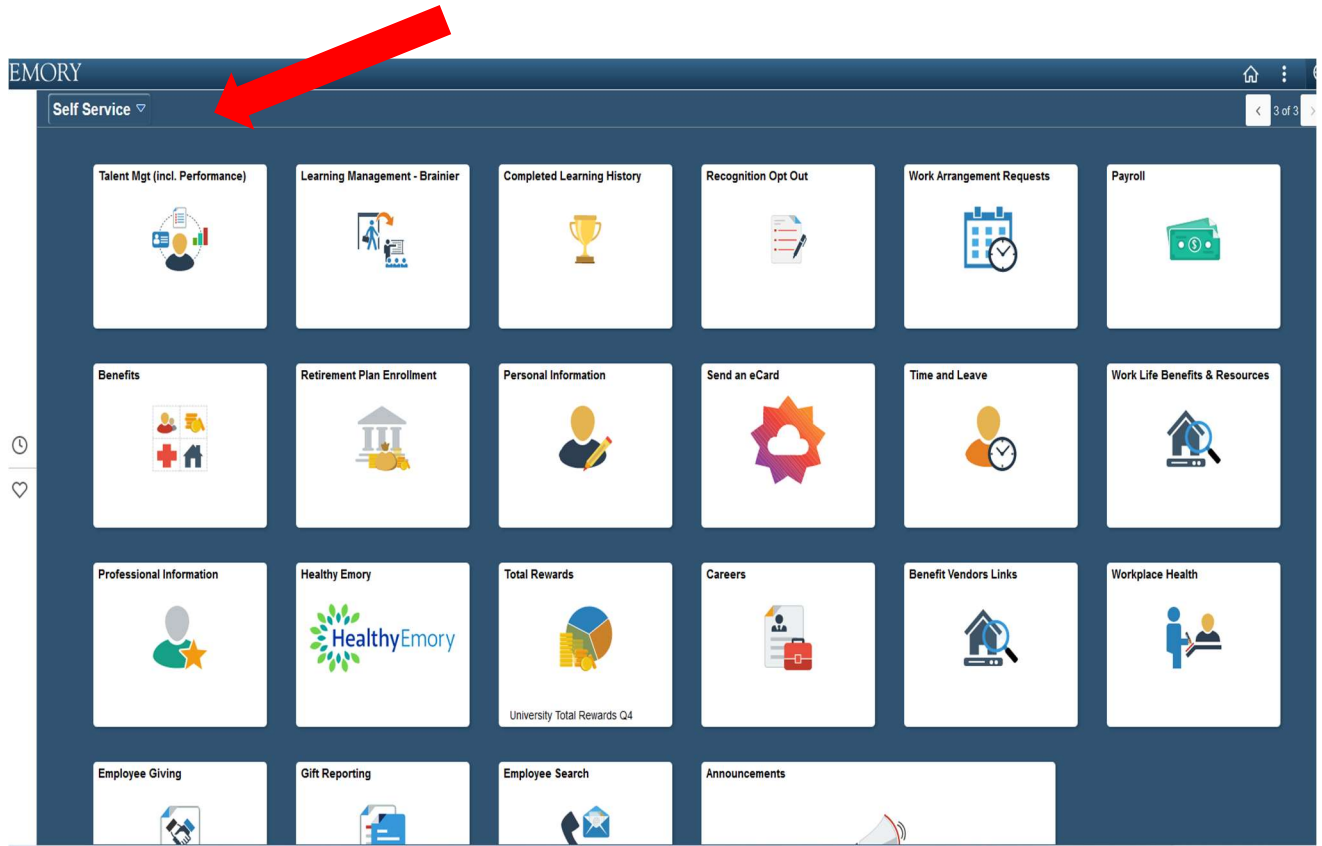 EMORY
Self Service
3 of 3
Talent Mgt (incl. Performance)
Learning Management - Brainier
Completed Learning History
Recognition Opt Out
Work Arrangement Requests
Payroll
Benefits
Retirement Plan Enrollment
Personal Information
Send an eCard
Time and Leave
Work Life Benefits & Resources
Professional Information
Healthy Emory
HealthyEmory
Total Rewards
University Total Rewards Q4
Careers
Benefit Vendors Links
Workplace Health
Employee Giving
Gift Reporting
Employee Search
Announcements